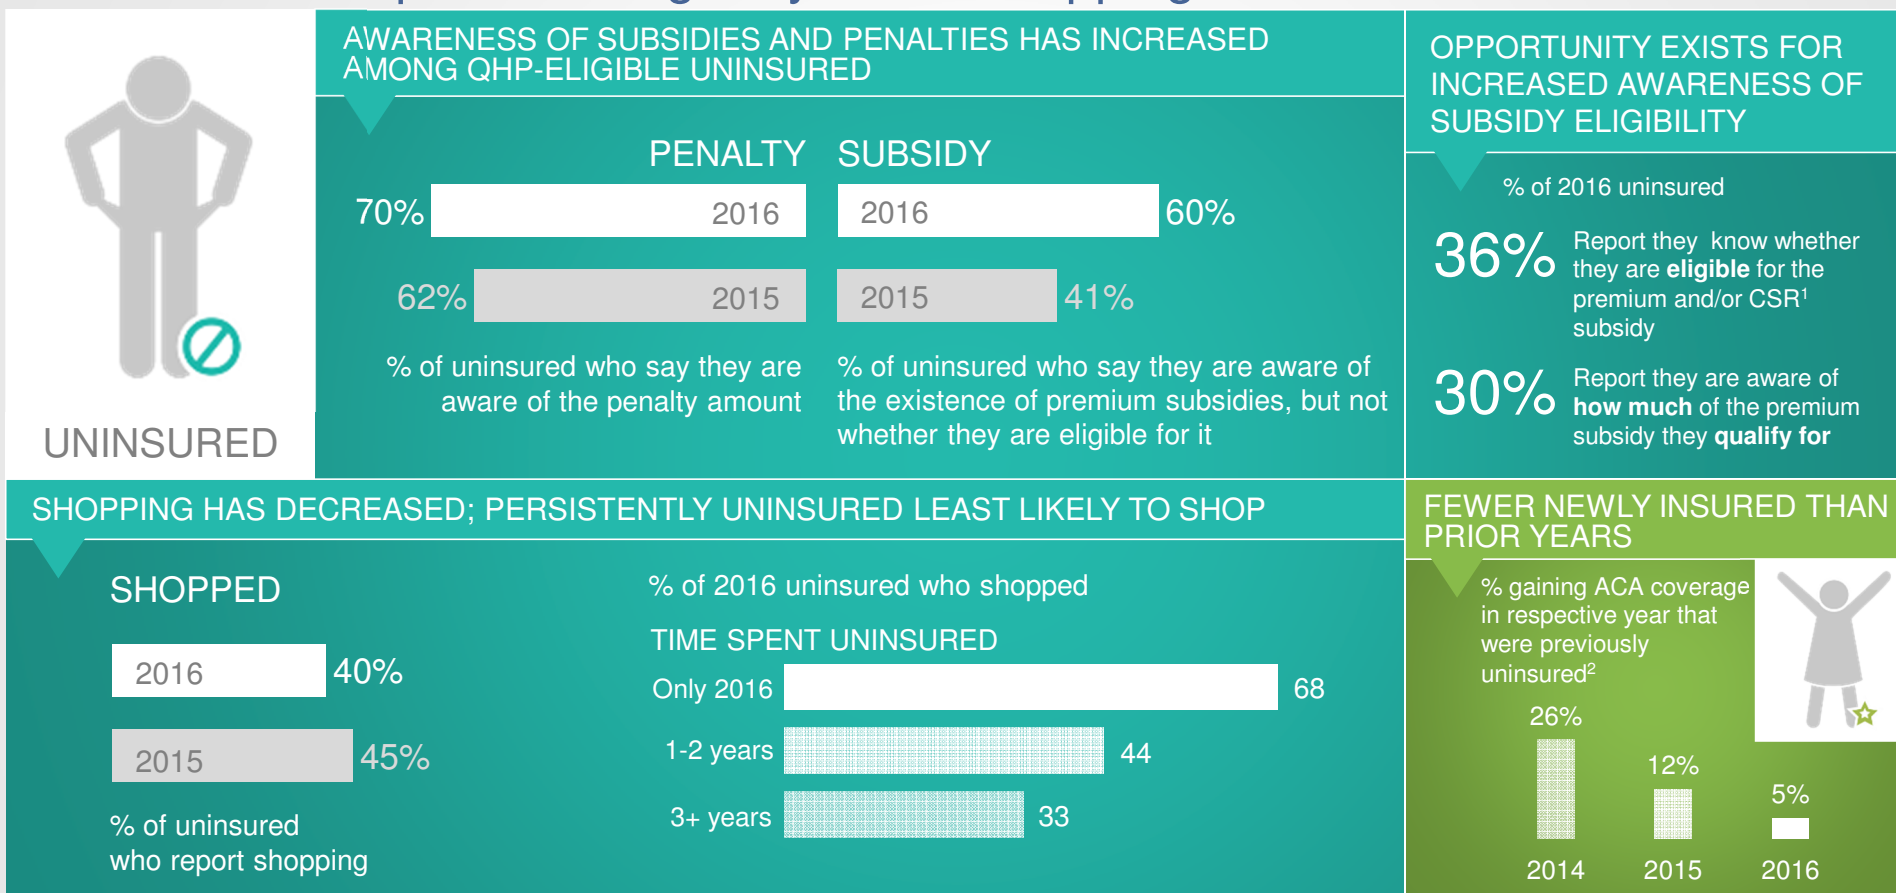 AWARENESS OF SUBSIDIES AND PENALTIES HAS INCREASED
AMONG QHP-ELIGIBLE UNINSURED
PENALTY
SUBSIDY
70%
2016
2016
60%
62%
2015
2015
41%
% of uninsured who say they are
aware of the penalty amount
% of uninsured who say they are aware of
the existence of premium subsidies, but not
whether they are eligible for it
UNINSURED
OPPORTUNITY EXISTS FOR
INCREASED AWARENESS OF
SUBSIDY ELIGIBILITY
% of 2016 uninsured
36%
Report they know whether
they are eligible for the
premium and/or CSR¹
subsidy
30%
Report they are aware of
how much of the premium
subsidy they qualify for
SHOPPING HAS DECREASED; PERSISTENTLY UNINSURED LEAST LIKELY TO SHOP
SHOPPED
2016
40%
2015
45%
% of uninsured
who report shopping
% of 2016 uninsured who shopped
TIME SPENT UNINSURED
Only 2016
68
1-2 years
44
3+ years
33
FEWER NEWLY INSURED THAN
PRIOR YEARS
% gaining ACA coverage
in respective year that
were previously
uninsured²
26%
12%
5%
2014
2015
2016